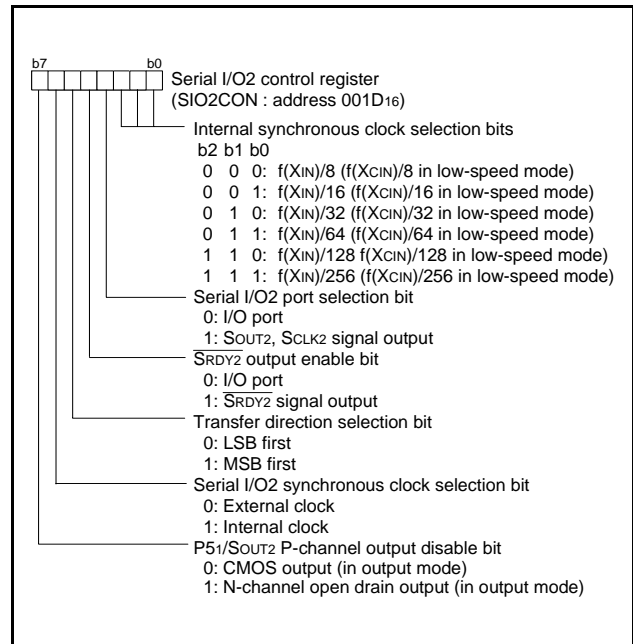 b7 b0
Serial I/O2 control register
(SIO2CON : address 001D16)
Internal synchronous clock selection bits
b2 b1 b0
0 0 0: f(XIN)/8 (f(XCIN)/8 in low-speed mode)
0 0 1: f(XIN)/16 (f(XCIN)/16 in low-speed mode)
0 1 0: f(XIN)/32 (f(XCIN)/32 in low-speed mode)
0 1 1: f(XIN)/64 (f(XCIN)/64 in low-speed mode)
1 1 0: f(XIN)/128 f(XCIN)/128 in low-speed mode)
1 1 1: f(XIN)/256 (f(XCIN)/256 in low-speed mode)
Serial I/O2 port selection bit
0: I/O port
1: SOUT2, SCLK2 signal output
SRDY2 output enable bit
0: I/O port
1: SRDY2 signal output
Transfer direction selection bit
0: LSB first
1: MSB first
Serial I/O2 synchronous clock selection bit
0: External clock
1: Internal clock
P51/SOUT2 P-channel output disable bit
0: CMOS output (in output mode)
1: N-channel open drain output (in output mode)